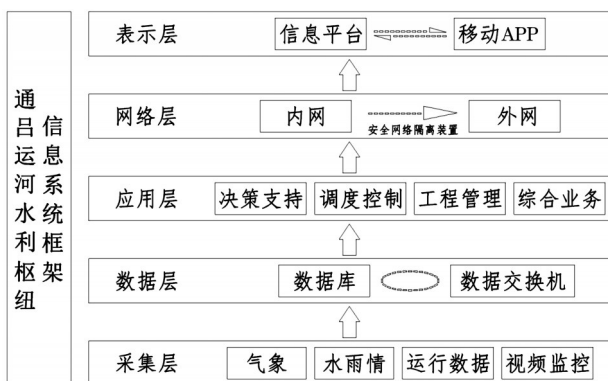 通吕运河水利枢纽
信息系统框架
表示层 信息平台 移动APP
网络层 内网 安全网络隔离装置 外网
应用层 决策支持 调度控制 工程管理 综合业务
数据层 数据库 数据交换机
采集层 气象 水雨情 运行数据 视频监控